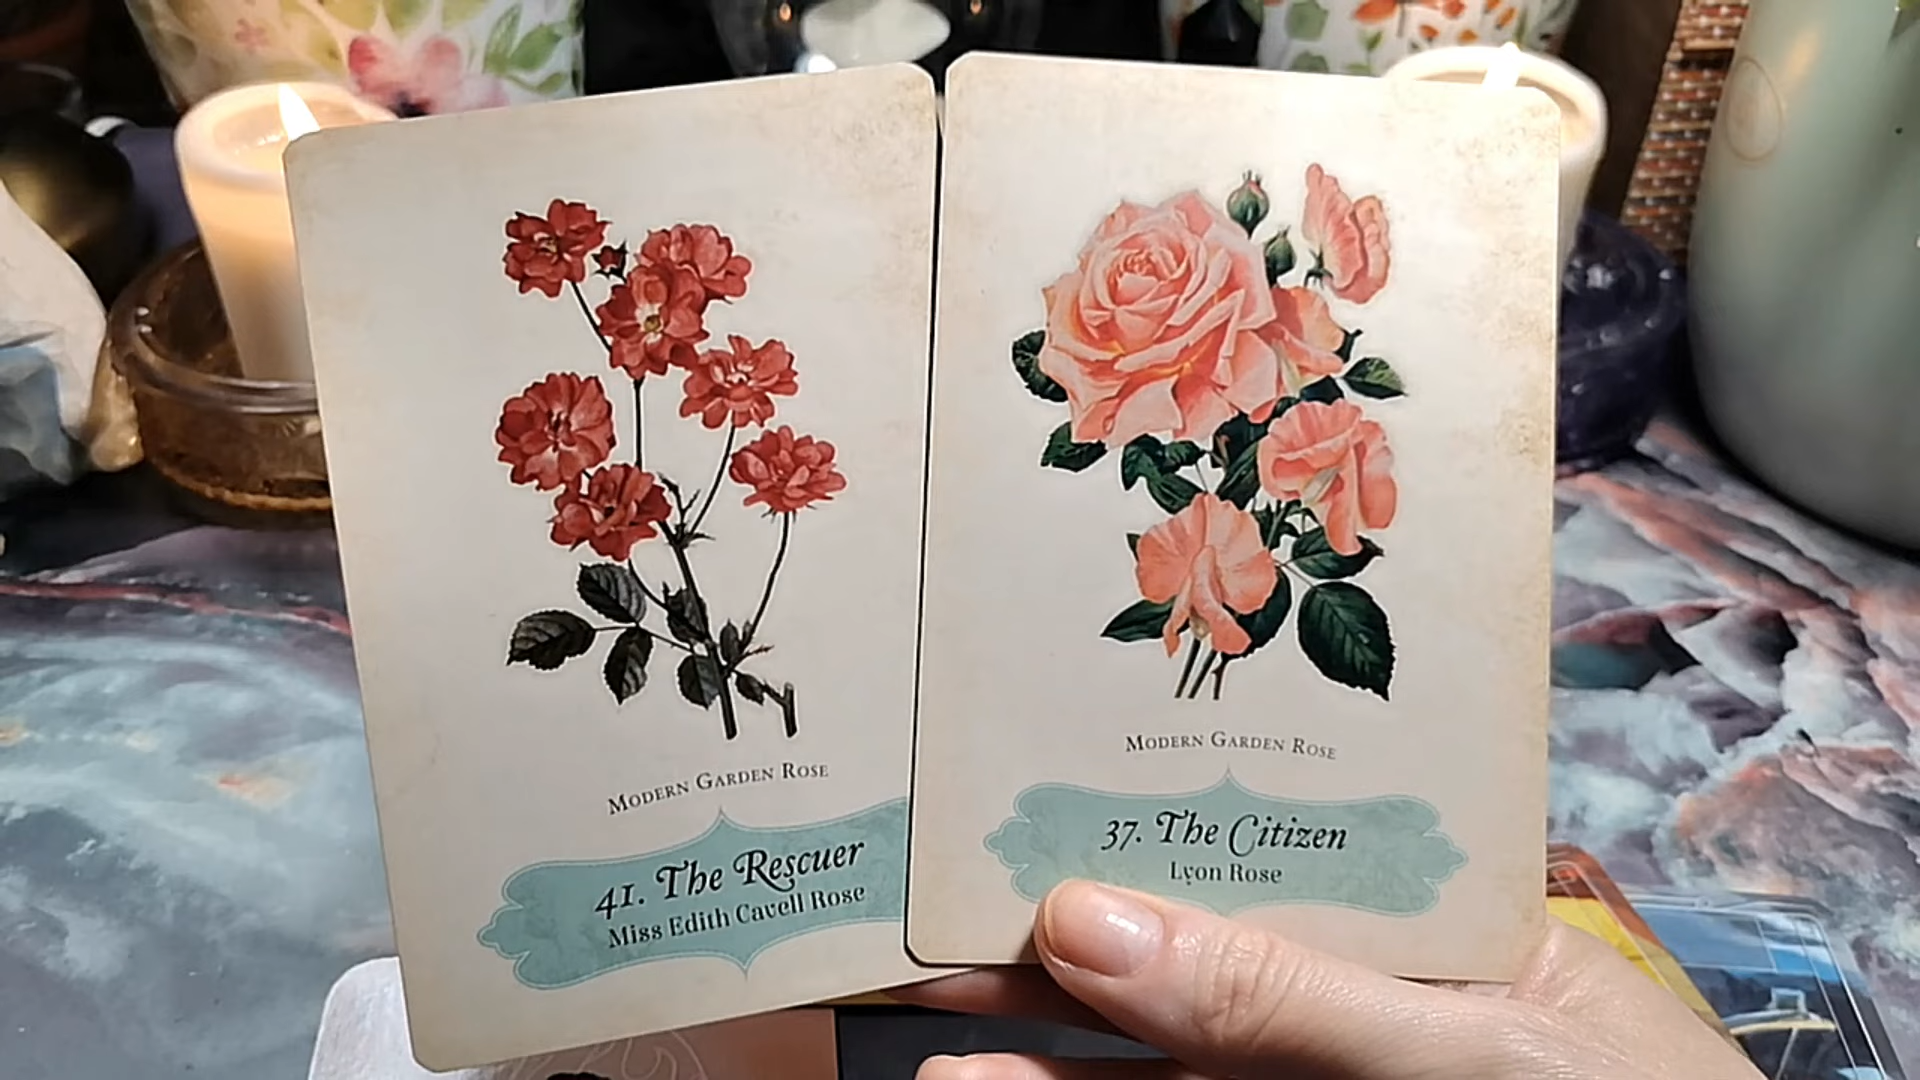 Modern Garden Rose
41. The Rescuer
Miss Edith Cavell Rose
Modern Garden Rose
37. The Citizen
Lyon Rose